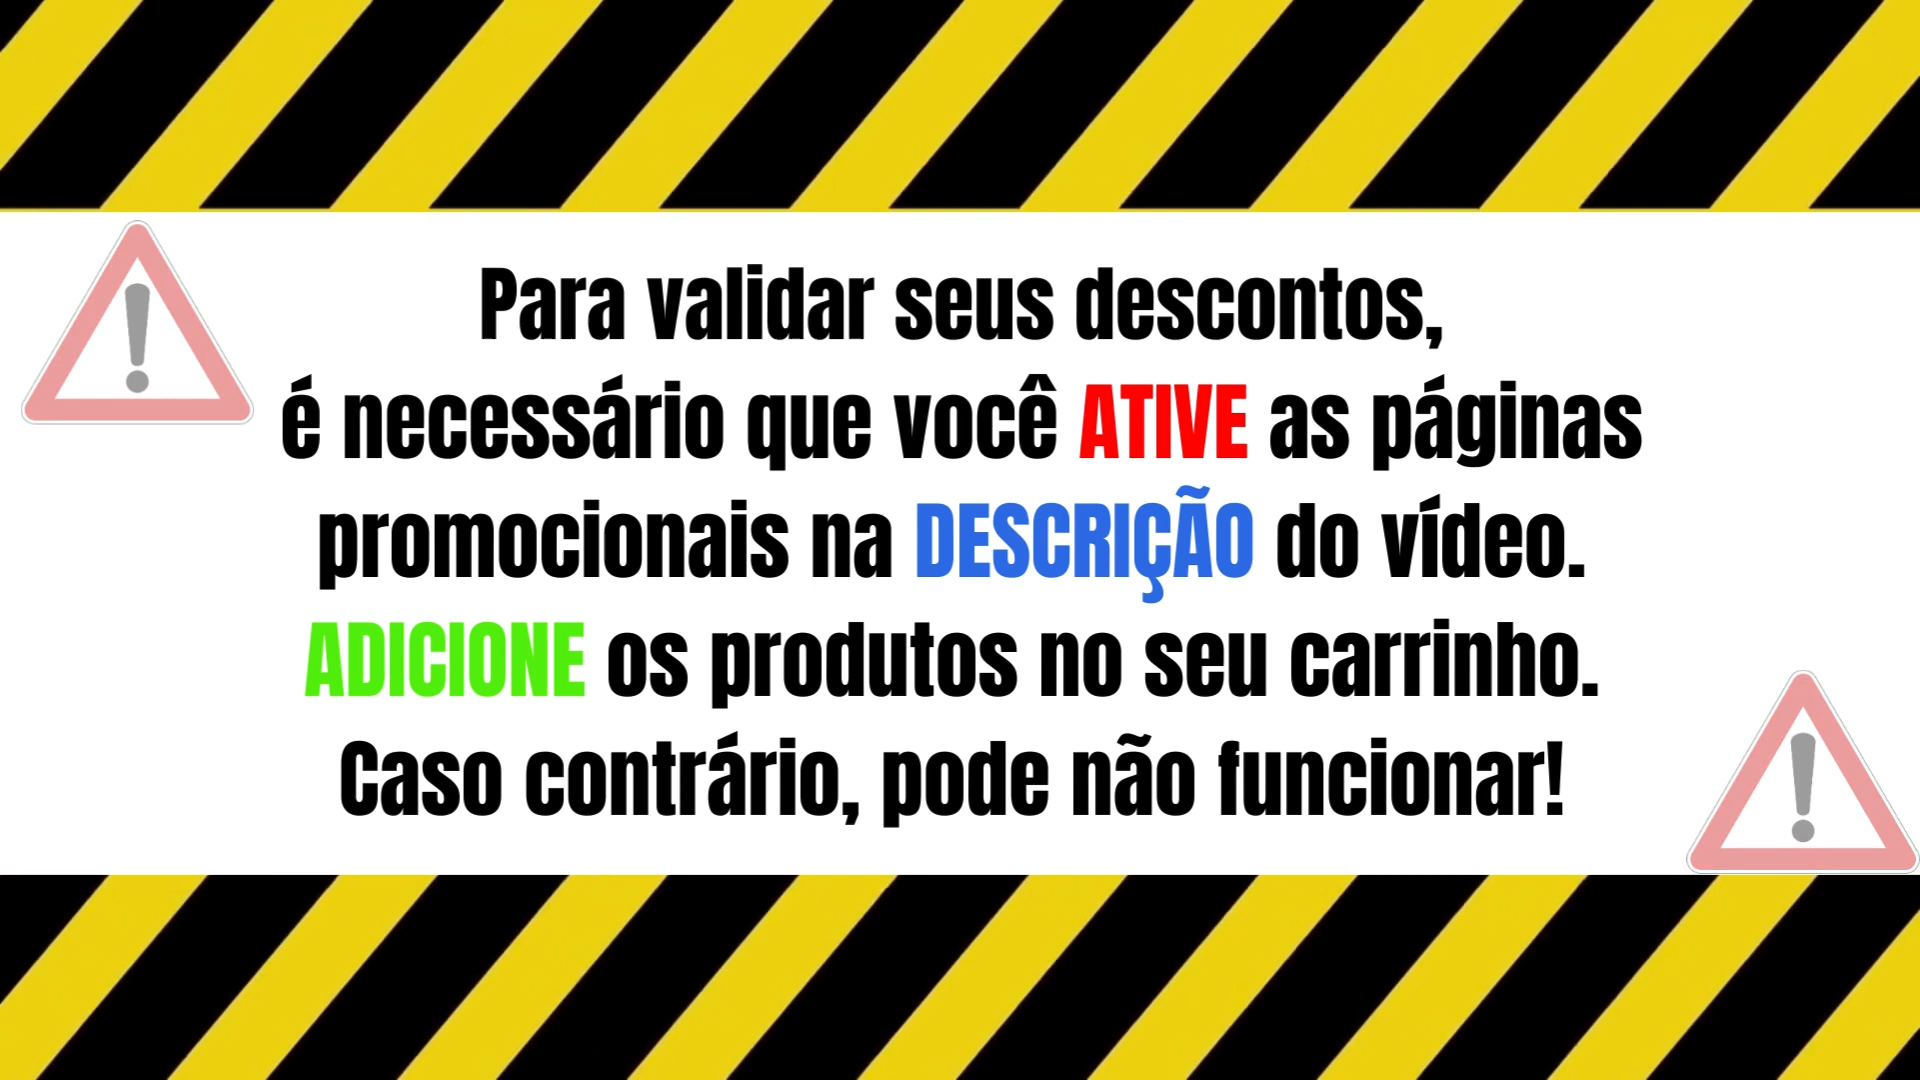 Para validar seus descontos,
é necessário que você ATIVE as páginas
promocionais na DESCRIÇÃO do vídeo.
ADICIONE os produtos no seu carrinho.
Caso contrário, pode não funcionar!